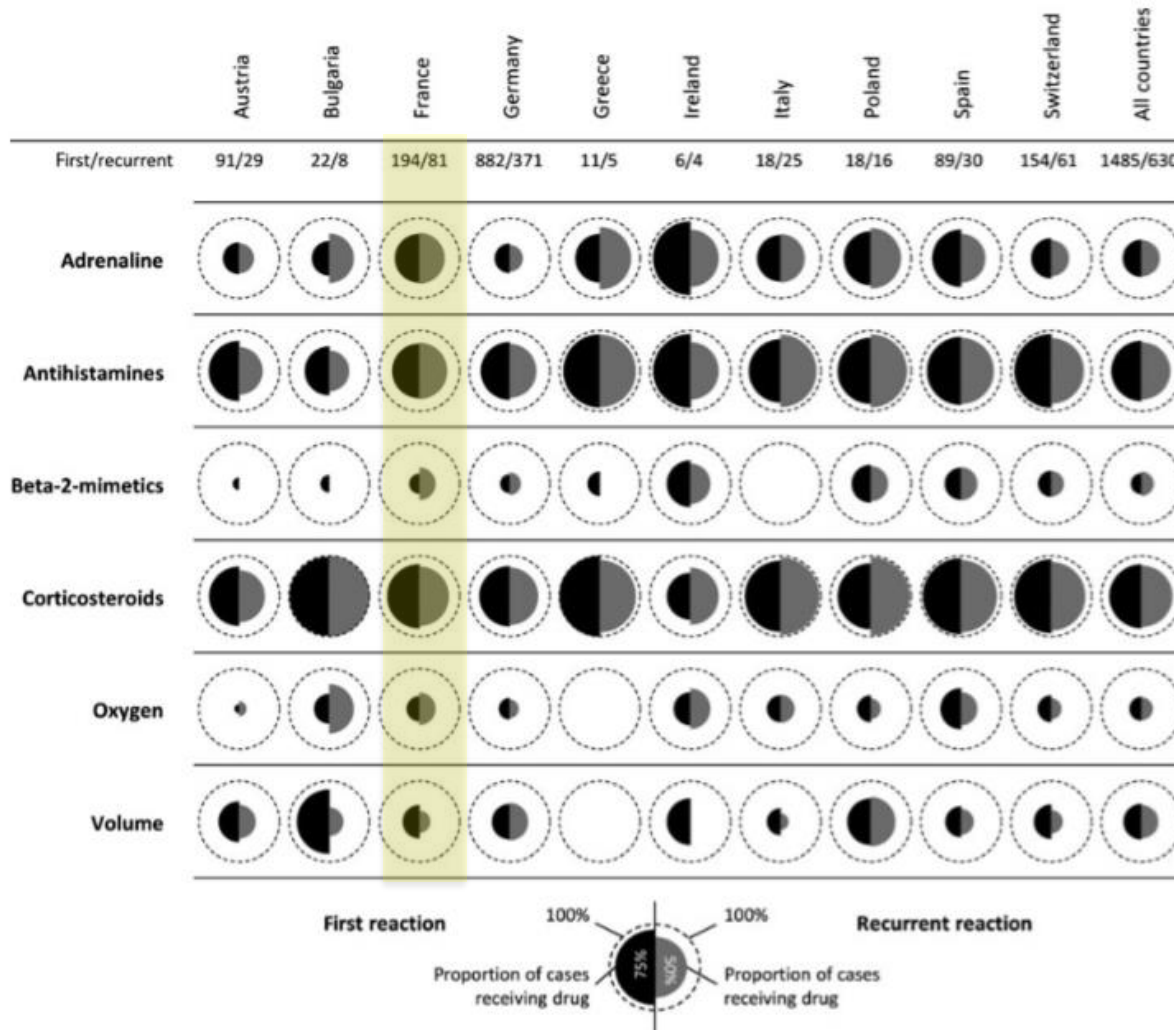 Austria
Bulgaria
France
Germany
Greece
Ireland
Italy
Poland
Spain
Switzerland
All countries
First/recurrent 91/29 22/8 194/81 882/371 11/5 6/4 18/25 18/16 89/30 154/61 1485/630
Adrenaline
Antihistamines
Beta-2-mimetics
Corticosteroids
Oxygen
Volume
First reaction 100% 100% Recurrent reaction
75% 50%
Proportion of cases Proportion of cases
receiving drug receiving drug